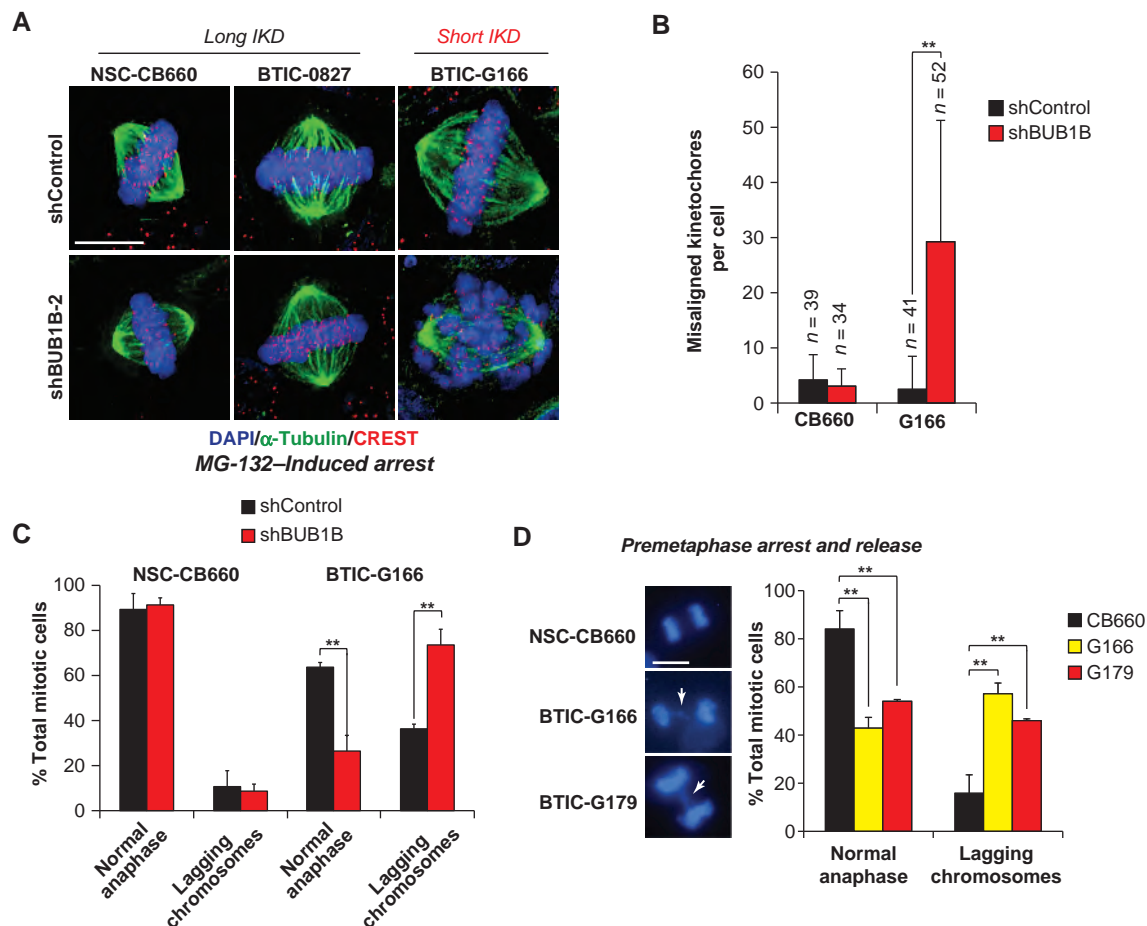 A
Long IKD
Short IKD
NSC-CB660
BTIC-0827
BTIC-G166
shControl
shBUB1B-2
DAPI/α-Tubulin/CREST
MG-132–Induced arrest
B
Misaligned kinetochores
per cell
60
50
40
30
20
10
0
n = 39
n = 34
n = 41
n = 52
**
CB660
G166
shControl
shBUB1B
C
shControl
shBUB1B
NSC-CB660
BTIC-G166
% Total mitotic cells
100
80
60
40
20
0
**
**
Normal
anaphase
Lagging
chromosomes
Normal
anaphase
Lagging
chromosomes
D
Premetaphase arrest and release
NSC-CB660
BTIC-G166
BTIC-G179
% Total mitotic cells
100
80
60
40
20
0
**
**
**
**
Normal
anaphase
Lagging
chromosomes
CB660
G166
G179